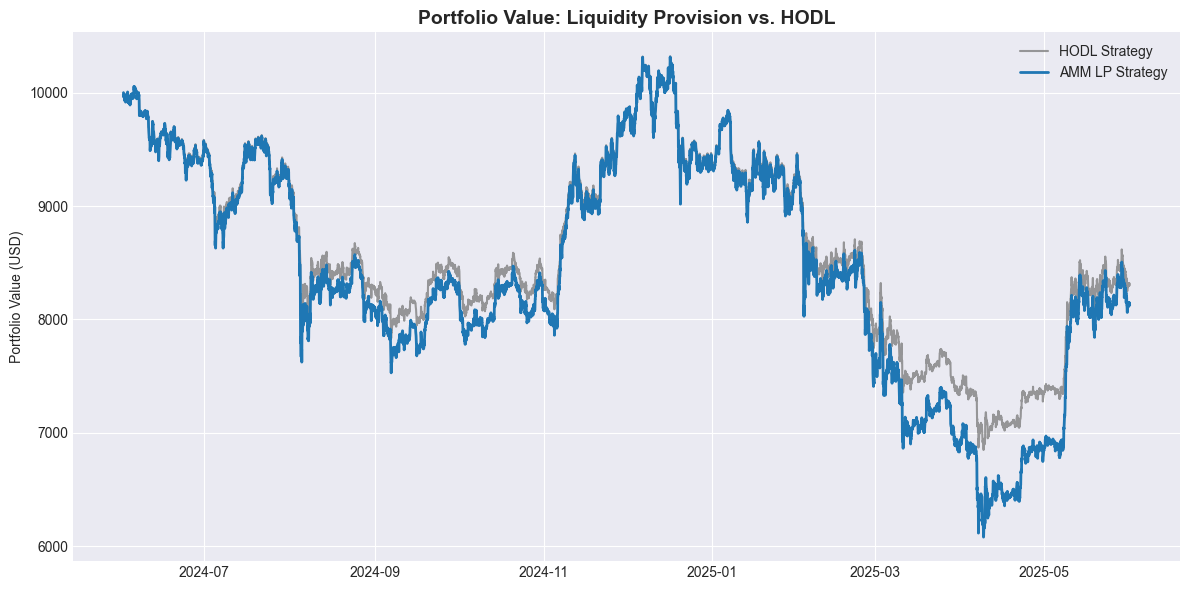 Portfolio Value: Liquidity Provision vs. HODL
HODL Strategy
AMM LP Strategy
Portfolio Value (USD)
10000
9000
8000
7000
6000
2024-07
2024-09
2024-11
2025-01
2025-03
2025-05